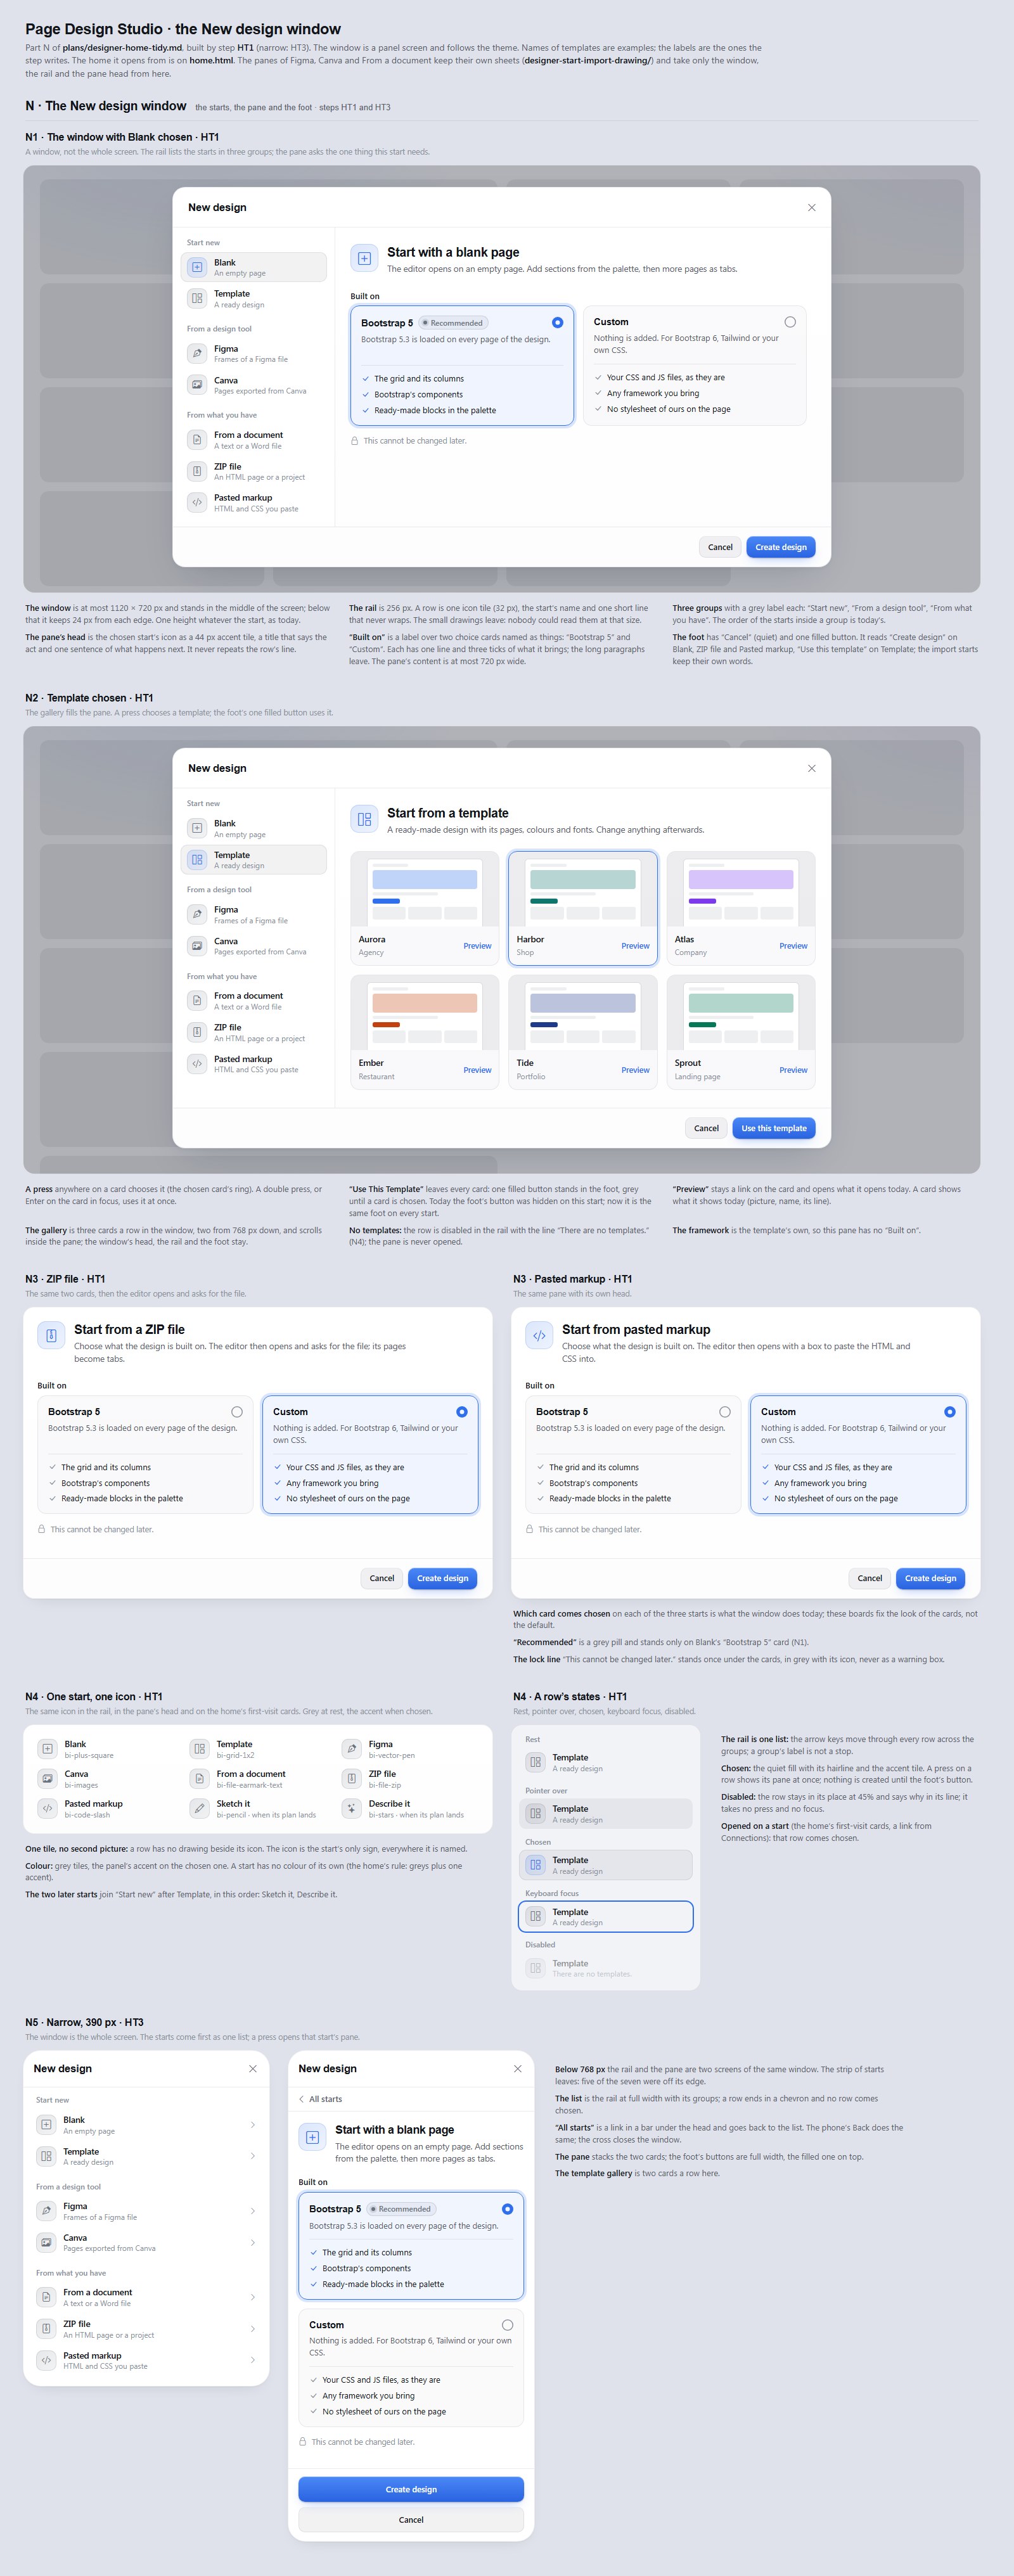 Page Design Studio · the New design window
Part N of plans/designer-home-tidy.md, built by step HT1 (narrow: HT3). The window is a panel screen and follows the theme. Names of templates are examples; the labels are the ones the
step writes. The home it opens from is on home.html. The panes of Figma, Canva and From a document keep their own sheets (designer-start-import-drawing/) and take only the window,
the rail and the pane head from here.
N · The New design window the starts, the pane and the foot · steps HT1 and HT3
N1 · The window with Blank chosen · HT1
A window, not the whole screen. The rail lists the starts in three groups; the pane asks the one thing this start needs.
New design
Start new
Blank
An empty page
Template
A ready design
From a design tool
Figma
Frames of a Figma file
Canva
Pages exported from Canva
From what you have
From a document
A text or a Word file
ZIP file
An HTML page or a project
Pasted markup
HTML and CSS you paste
Start with a blank page
The editor opens on an empty page. Add sections from the palette, then more pages as tabs.
Built on
Bootstrap 5 Recommended
Bootstrap 5.3 is loaded on every page of the design.
The grid and its columns
Bootstrap's components
Ready-made blocks in the palette
Custom
Nothing is added. For Bootstrap 6, Tailwind or your
own CSS.
Your CSS and JS files, as they are
Any framework you bring
No stylesheet of ours on the page
This cannot be changed later.
Cancel Create design
The window is at most 1120 × 720 px and stands in the middle of the screen; below
that it keeps 24 px from each edge. One height whatever the start, as today.
The pane's head is the chosen start's icon as a 44 px accent tile, a title that says the
act and one sentence of what happens next. It never repeats the row's line.
The rail is 256 px. A row is one icon tile (32 px), the start's name and one short line
that never wraps. The small drawings leave: nobody could read them at that size.
"Built on" is a label over two choice cards named as things: "Bootstrap 5" and
"Custom". Each has one line and three ticks of what it brings; the long paragraphs
leave. The pane's content is at most 720 px wide.
Three groups with a grey label each: "Start new", "From a design tool", "From what
you have". The order of the starts inside a group is today's.
The foot has "Cancel" (quiet) and one filled button. It reads "Create design" on
Blank, ZIP file and Pasted markup, "Use this template" on Template; the import starts
keep their own words.
N2 · Template chosen · HT1
The gallery fills the pane. A press chooses a template; the foot's one filled button uses it.
New design
Start new
Blank
An empty page
Template
A ready design
From a design tool
Figma
Frames of a Figma file
Canva
Pages exported from Canva
From what you have
From a document
A text or a Word file
ZIP file
An HTML page or a project
Pasted markup
HTML and CSS you paste
Start from a template
A ready-made design with its pages, colours and fonts. Change anything afterwards.
Aurora
Agency
Preview
Harbor
Shop
Preview
Atlas
Company
Preview
Ember
Restaurant
Preview
Tide
Portfolio
Preview
Sprout
Landing page
Preview
Cancel Use this template
A press anywhere on a card chooses it (the chosen card's ring). A double press, or
Enter on the card in focus, uses it at once.
The gallery is three cards a row in the window, two from 768 px down, and scrolls
inside the pane; the window's head, the rail and the foot stay.
"Use This Template" leaves every card: one filled button stands in the foot, grey
until a card is chosen. Today the foot's button was hidden on this start; now it is the
same foot on every start.
No templates: the row is disabled in the rail with the line "There are no templates."
(N4); the pane is never opened.
"Preview" stays a link on the card and opens what it opens today. A card shows
what it shows today (picture, name, its line).
The framework is the template's own, so this pane has no "Built on".
N3 · ZIP file · HT1
The same two cards, then the editor opens and asks for the file.
Start from a ZIP file
Choose what the design is built on. The editor then opens and asks for the file; its pages
become tabs.
Built on
Bootstrap 5
Bootstrap 5.3 is loaded on every page of the design.
The grid and its columns
Bootstrap's components
Ready-made blocks in the palette
Custom
Nothing is added. For Bootstrap 6, Tailwind or your
own CSS.
Your CSS and JS files, as they are
Any framework you bring
No stylesheet of ours on the page
This cannot be changed later.
Cancel Create design
N3 · Pasted markup · HT1
The same pane with its own head.
Start from pasted markup
Choose what the design is built on. The editor then opens with a box to paste the HTML and
CSS into.
Built on
Bootstrap 5
Bootstrap 5.3 is loaded on every page of the design.
The grid and its columns
Bootstrap's components
Ready-made blocks in the palette
Custom
Nothing is added. For Bootstrap 6, Tailwind or your
own CSS.
Your CSS and JS files, as they are
Any framework you bring
No stylesheet of ours on the page
This cannot be changed later.
Cancel Create design
Which card comes chosen on each of the three starts is what the window does today; these boards fix the look of the cards, not
the default.
"Recommended" is a grey pill and stands only on Blank's "Bootstrap 5" card (N1).
The lock line "This cannot be changed later." stands once under the cards, in grey with its icon, never as a warning box.
N4 · One start, one icon · HT1
The same icon in the rail, in the pane's head and on the home's first-visit cards. Grey at rest, the accent when chosen.
Blank
bi-plus-square
Template
bi-grid-1x2
Figma
bi-vector-pen
Canva
bi-images
From a document
bi-file-earmark-text
ZIP file
bi-file-zip
Pasted markup
bi-code-slash
Sketch it
bi-pencil · when its plan lands
Describe it
bi-stars · when its plan lands
One tile, no second picture: a row has no drawing beside its icon. The icon is the start's only sign, everywhere it is named.
Colour: grey tiles, the panel's accent on the chosen one. A start has no colour of its own (the home's rule: greys plus one
accent).
The two later starts join "Start new" after Template, in this order: Sketch it, Describe it.
N4 · A row's states · HT1
Rest, pointer over, chosen, keyboard focus, disabled.
Rest
Template
A ready design
Pointer over
Template
A ready design
Chosen
Template
A ready design
Keyboard focus
Template
A ready design
Disabled
Template
There are no templates.
The rail is one list: the arrow keys move through every row across the
groups; a group's label is not a stop.
Chosen: the quiet fill with its hairline and the accent tile. A press on a
row shows its pane at once; nothing is created until the foot's button.
Disabled: the row stays in its place at 45% and says why in its line; it
takes no press and no focus.
Opened on a start (the home's first-visit cards, a link from
Connections): that row comes chosen.
N5 · Narrow, 390 px · HT3
The window is the whole screen. The starts come first as one list; a press opens that start's pane.
New design
Start new
Blank
An empty page
Template
A ready design
From a design tool
Figma
Frames of a Figma file
Canva
Pages exported from Canva
From what you have
From a document
A text or a Word file
ZIP file
An HTML page or a project
Pasted markup
HTML and CSS you paste
New design
All starts
Start with a blank page
The editor opens on an empty page. Add sections
from the palette, then more pages as tabs.
Built on
Bootstrap 5 Recommended
Bootstrap 5.3 is loaded on every page of the design.
The grid and its columns
Bootstrap's components
Ready-made blocks in the palette
Custom
Nothing is added. For Bootstrap 6, Tailwind or your own
CSS.
Your CSS and JS files, as they are
Any framework you bring
No stylesheet of ours on the page
This cannot be changed later.
Create design
Cancel
Below 768 px the rail and the pane are two screens of the same window. The strip of starts
leaves: five of the seven were off its edge.
The list is the rail at full width with its groups; a row ends in a chevron and no row comes
chosen.
"All starts" is a link in a bar under the head and goes back to the list. The phone's Back does the
same; the cross closes the window.
The pane stacks the two cards; the foot's buttons are full width, the filled one on top.
The template gallery is two cards a row here.